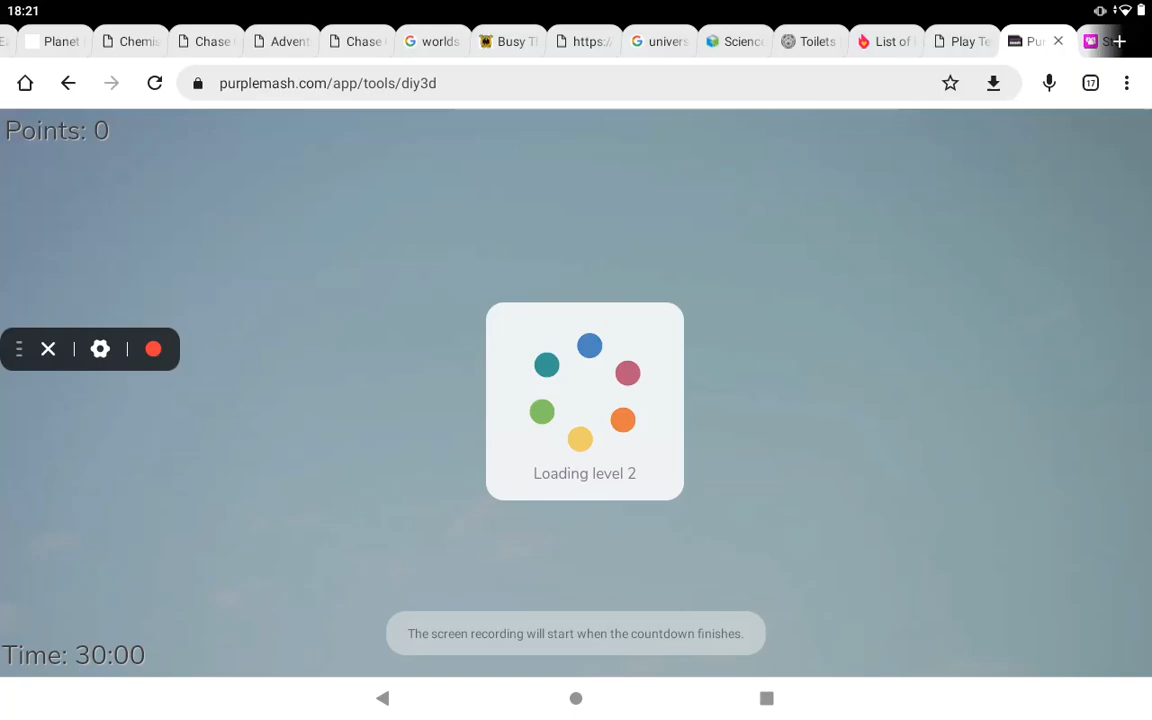 18:21
Planet
Chemis
Chase
Advent
Chase
worlds
Busy T
https:/
univers
Scienc
Toilets
List of
Play Te
Pur
purplemash.com/app/tools/diy3d
17
Points: 0
Loading level 2
The screen recording will start when the countdown finishes.
Time: 30:00